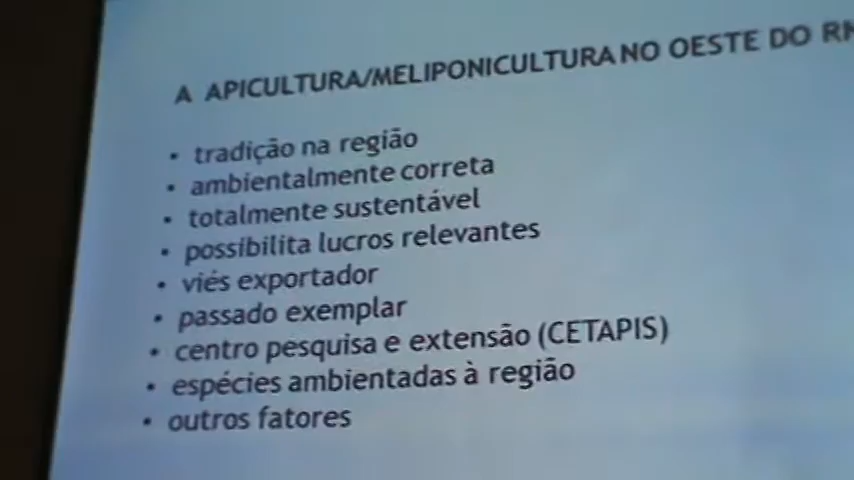 A APICULTURA/MELIPONICULTURA NO OESTE DO RN
• tradição na região
• ambientalmente correta
• totalmente sustentável
• possibilita lucros relevantes
• viés exportador
• passado exemplar
• centro pesquisa e extensão (CETAPIS)
• espécies ambientadas à região
• outros fatores